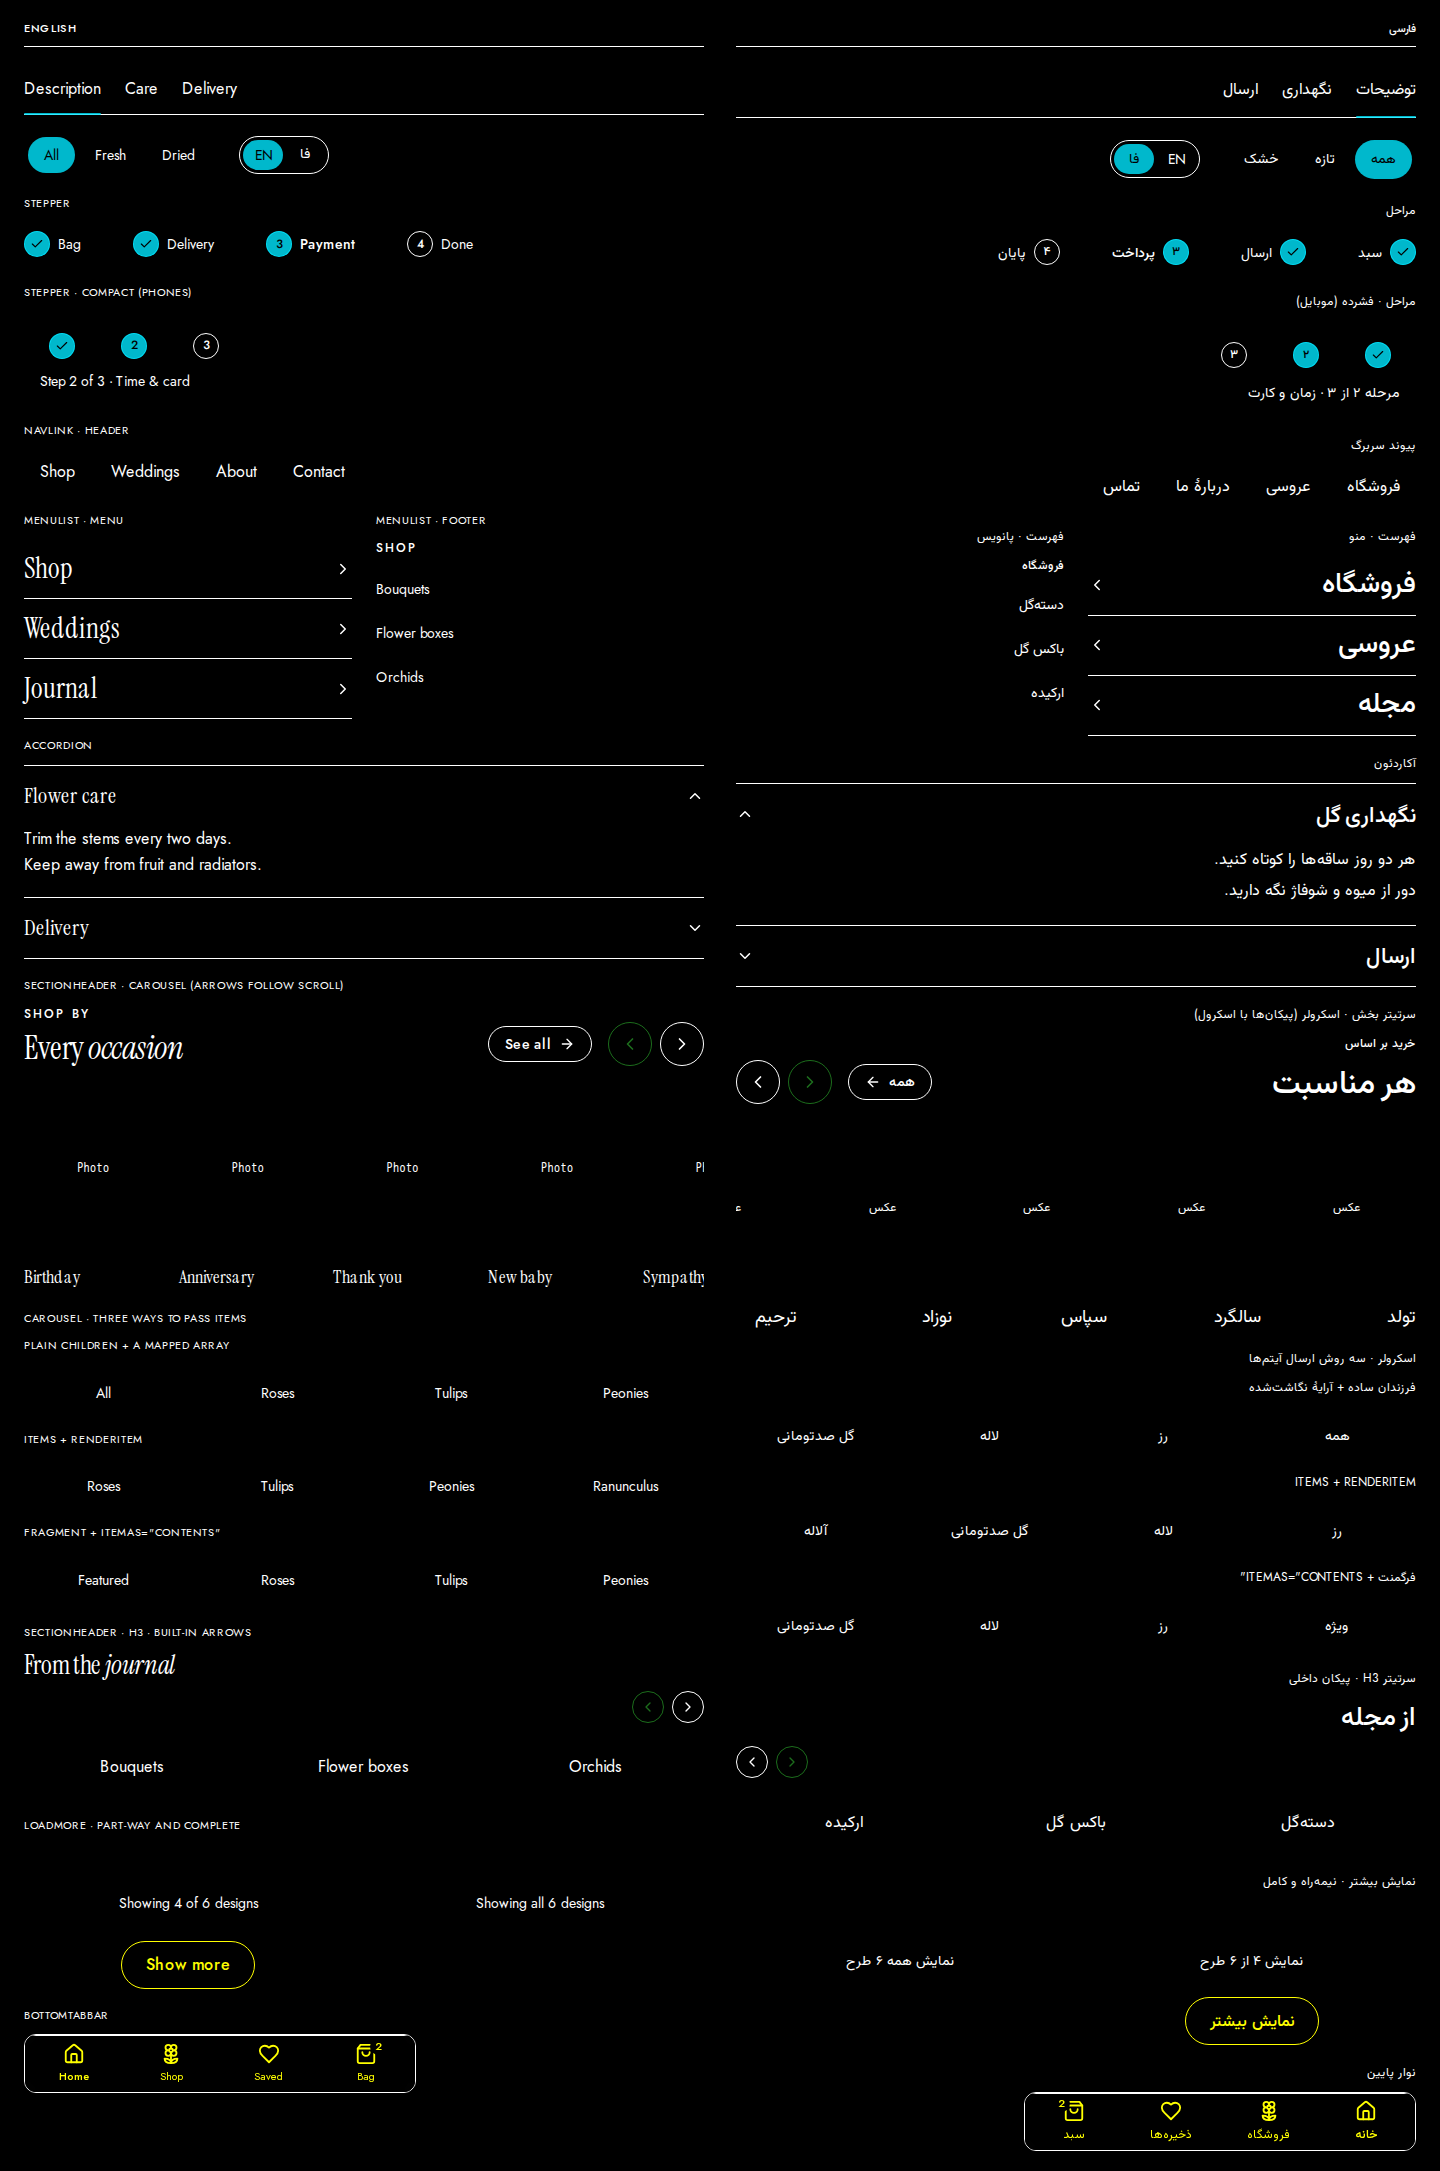 ENGLISH
Description Care Delivery
All Fresh Dried EN فا
STEPPER
Bag Delivery 3 Payment 4 Done
STEPPER · COMPACT (PHONES)
2 3
Step 2 of 3 · Time & card
NAVLINK · HEADER
Shop Weddings About Contact
MENULIST · MENU
Shop
Weddings
Journal
MENULIST · FOOTER
SHOP
Bouquets
Flower boxes
Orchids
ACCORDION
Flower care
Trim the stems every two days.
Keep away from fruit and radiators.
Delivery
SECTIONHEADER · CAROUSEL (ARROWS FOLLOW SCROLL)
SHOP BY
Every occasion
See all
Photo Photo Photo Photo
Birthday Anniversary Thank you New baby Sympathy
CAROUSEL · THREE WAYS TO PASS ITEMS
PLAIN CHILDREN + A MAPPED ARRAY
All Roses Tulips Peonies
ITEMS + RENDERITEM
Roses Tulips Peonies Ranunculus
FRAGMENT + ITEMAS="CONTENTS"
Featured Roses Tulips Peonies
SECTIONHEADER · H3 · BUILT-IN ARROWS
From the journal
Bouquets Flower boxes Orchids
LOADMORE · PART-WAY AND COMPLETE
Showing 4 of 6 designs Showing all 6 designs
Show more
BOTTOMTABBAR
2
Home Shop Saved Bag
فارسی
توضیحات نگهداری ارسال
همه تازه خشک EN فا
مراحل
سبد ارسال ۳ پرداخت ۴ پایان
مراحل · فشرده (موبایل)
۲ ۳
مرحله ۲ از ۳ · زمان و کارت
پیوند سربرگ
فروشگاه عروسی دربارهٔ ما تماس
فهرست · منو
فروشگاه
عروسی
مجله
فهرست · پانویس
فروشگاه
دسته‌گل
باکس گل
ارکیده
آکاردئون
نگهداری گل
هر دو روز ساقه‌ها را کوتاه کنید.
دور از میوه و شوفاژ نگه دارید.
ارسال
سرتیتر بخش · اسکرولر (پیکان‌ها با اسکرول)
خرید بر اساس
هر مناسبت
همه
عکس عکس عکس عکس
تولد سالگرد سپاس نوزاد ترحیم
اسکرولر · سه روش ارسال آیتم‌ها
فرزندان ساده + آرایهٔ نگاشت‌شده
همه رز لاله گل صدتومانی
ITEMS + RENDERITEM
رز لاله گل صدتومانی آلاله
فرگمنت + ITEMAS="CONTENTS"
ویژه رز لاله گل صدتومانی
سرتیتر H3 · پیکان داخلی
از مجله
دسته‌گل باکس گل ارکیده
نمایش بیشتر · نیمه‌راه و کامل
نمایش ۴ از ۶ طرح نمایش همه ۶ طرح
نمایش بیشتر
نوار پایین
2
خانه فروشگاه ذخیره‌ها سبد